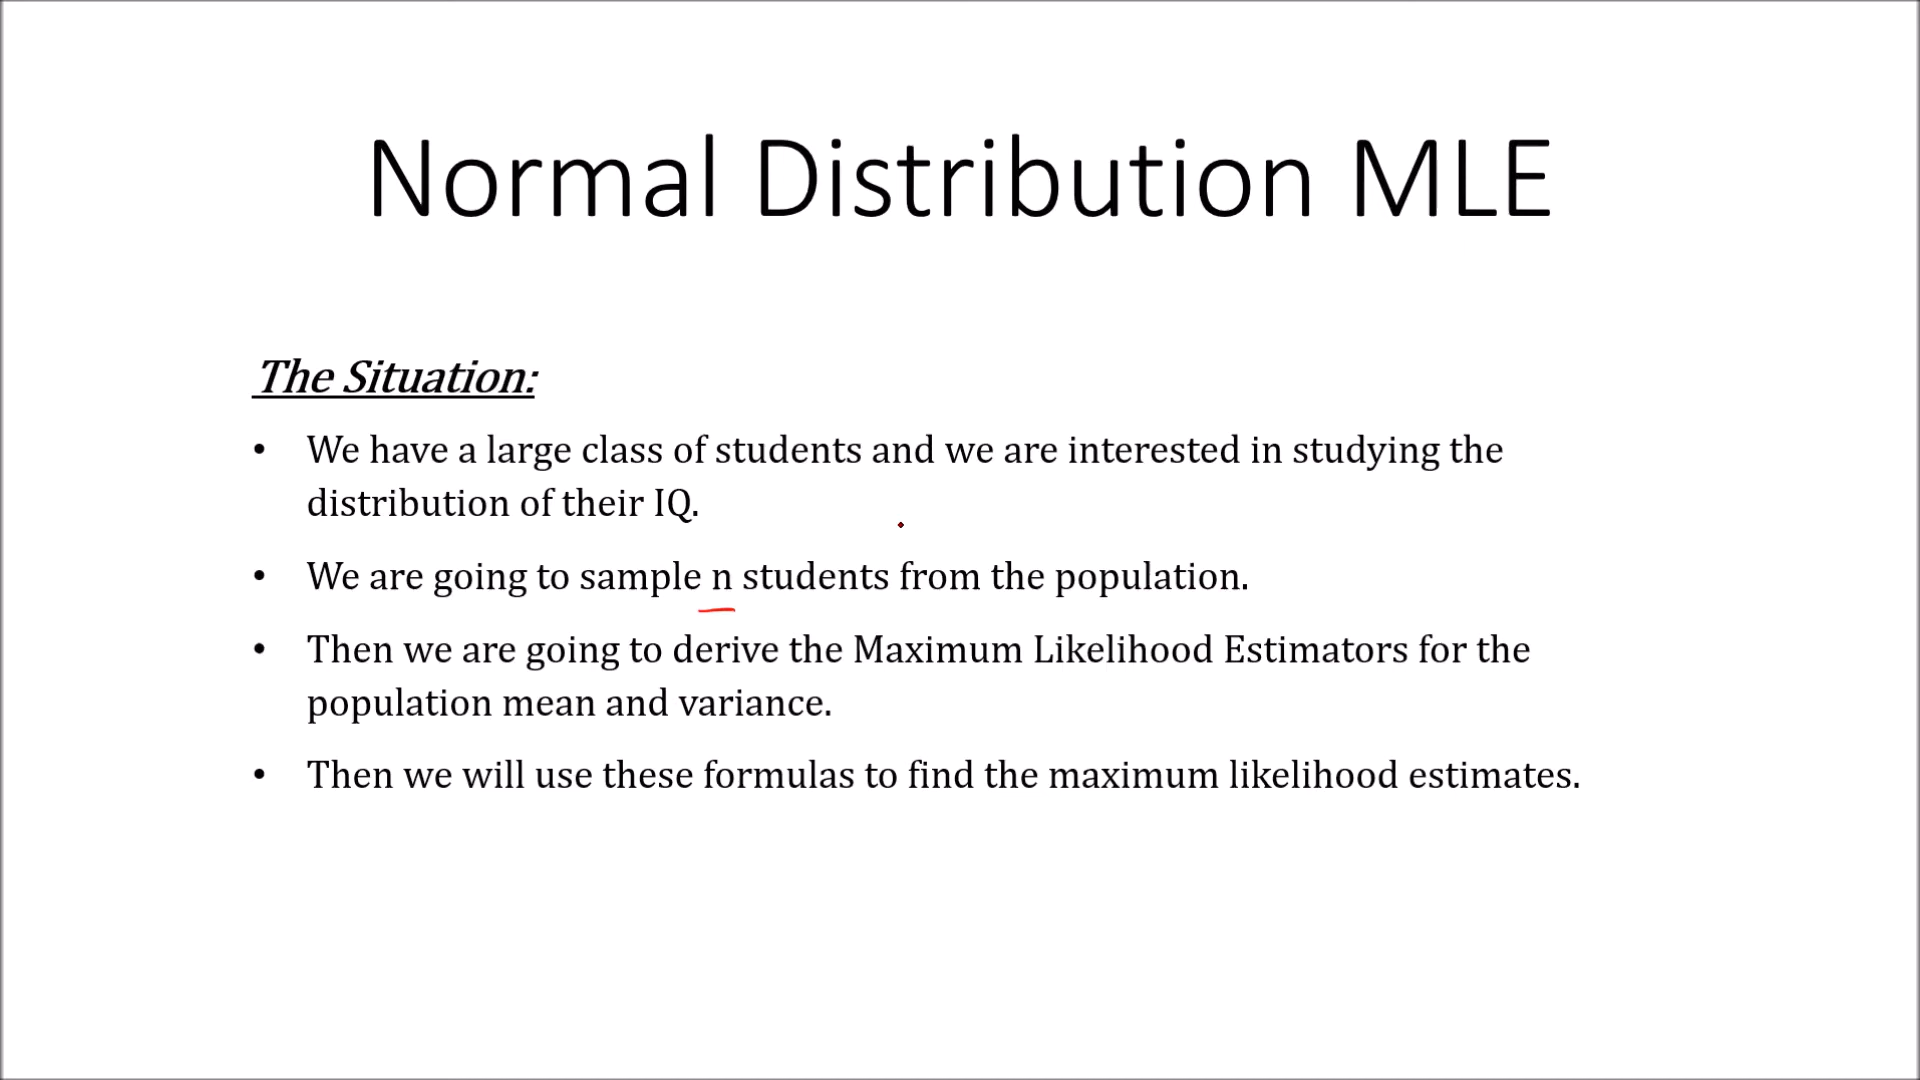 Normal Distribution MLE
The Situation:
• We have a large class of students and we are interested in studying the
distribution of their IQ.
• We are going to sample n students from the population.
• Then we are going to derive the Maximum Likelihood Estimators for the
population mean and variance.
• Then we will use these formulas to find the maximum likelihood estimates.